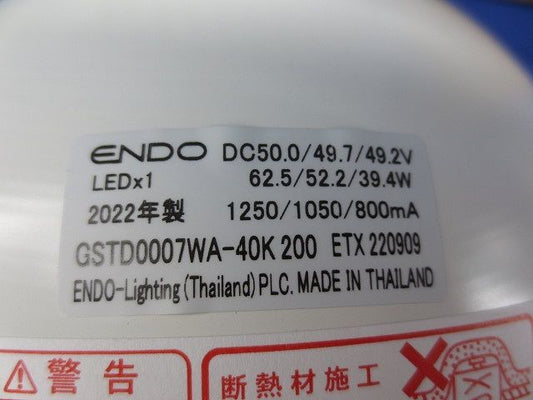 ENDO DC50.0/49.7/49.2V
LEDx1 62.5/52.2/39.4W
2022年製 1250/1050/800mA
GSTD0007WA-40K 200 ETX 220909
ENDO-Lighting (Thailand) PLC. MADE IN THAILAND
警告
断熱材施工